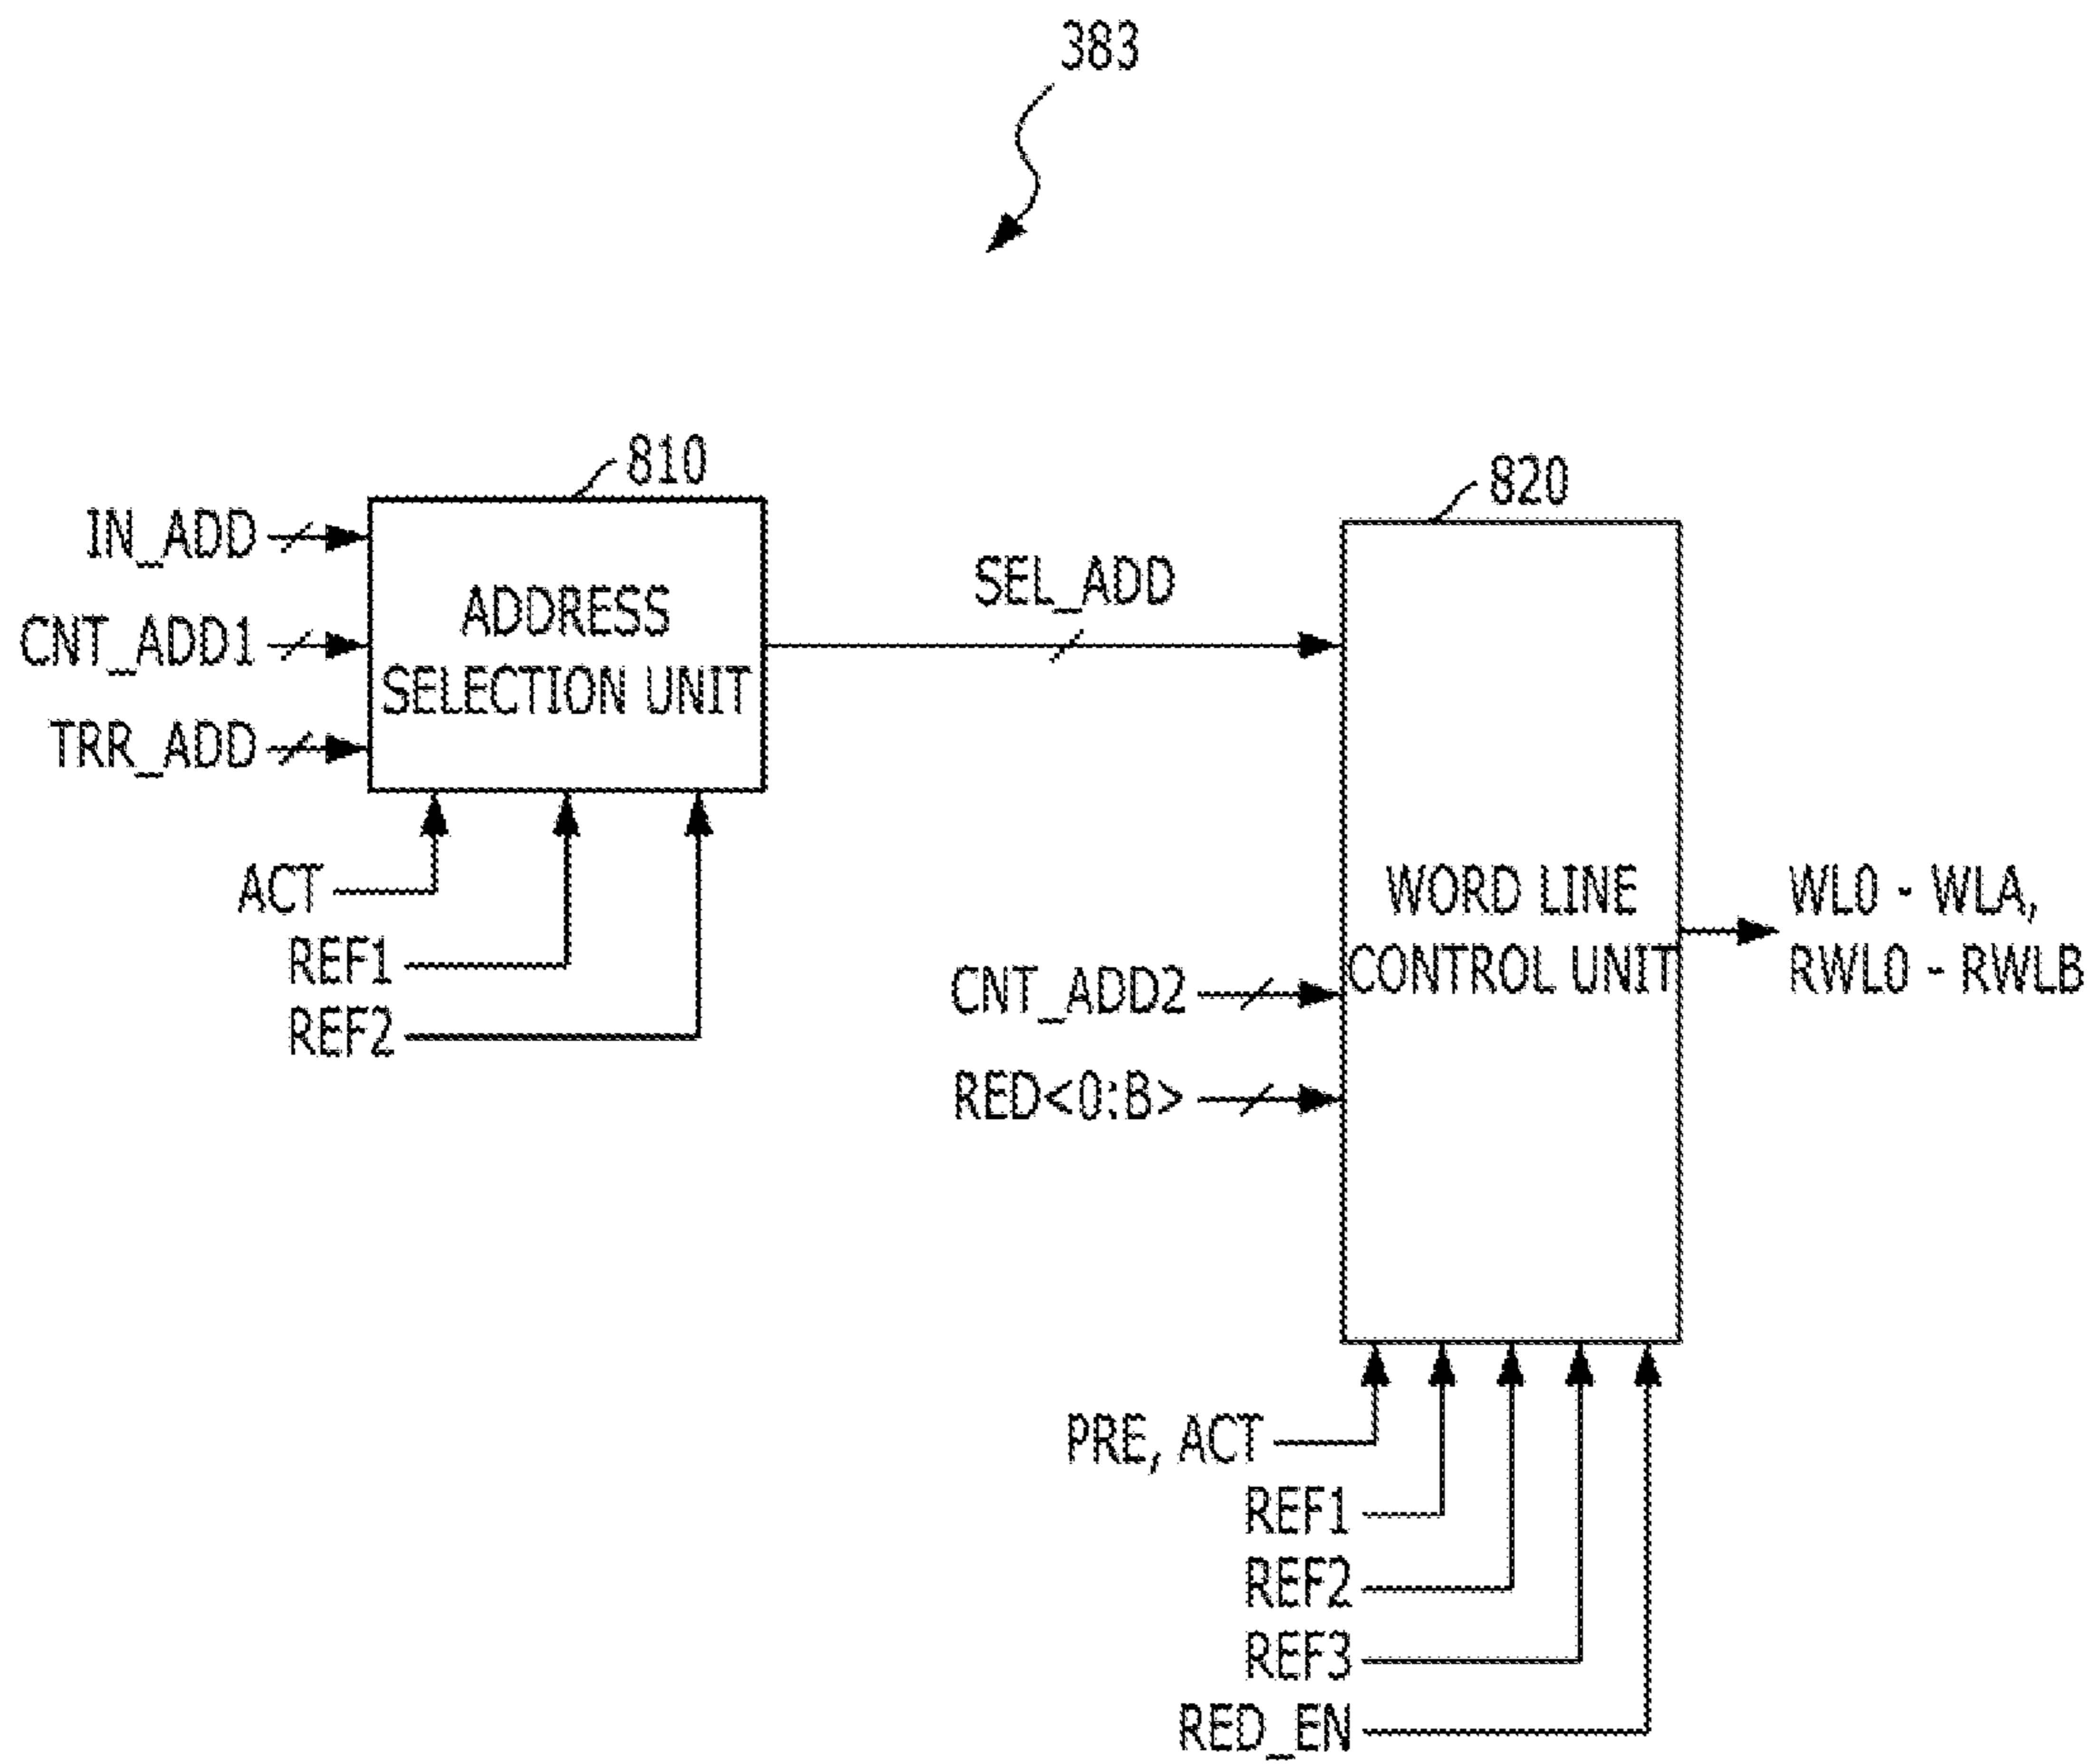 383
810
820
IN_ADD
CNT_ADD1
TRR_ADD
ADDRESS
SELECTION UNIT
SEL_ADD
ACT
REF1
REF2
CNT_ADD2
RED<0:B>
WORD LINE
CONTROL UNIT
WL0 - WLA,
RWL0 - RWLB
PRE, ACT
REF1
REF2
REF3
RED_EN